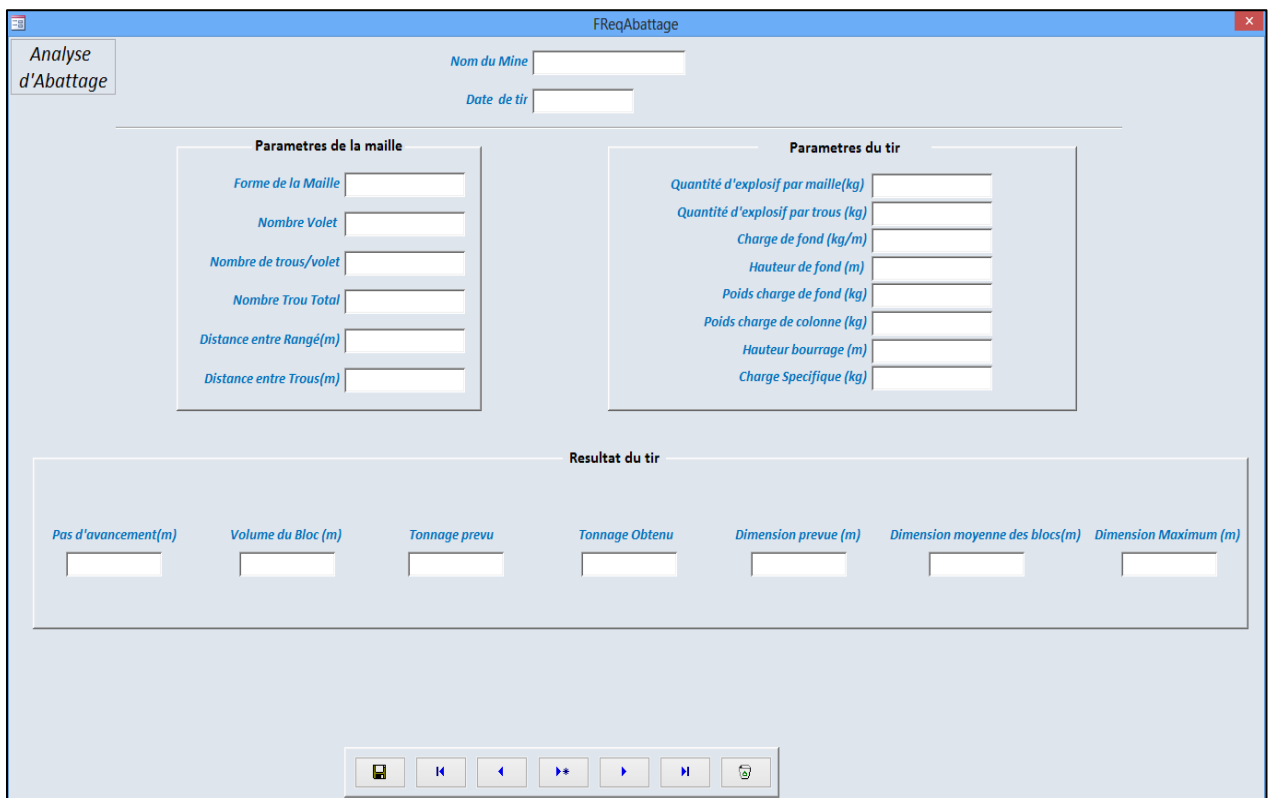 FReqAbattage
Analyse
d'Abattage
Nom du Mine
Date de tir
Parametres de la maille
Forme de la Maille
Nombre Volet
Nombre de trous/volet
Nombre Trou Total
Distance entre Rangé(m)
Distance entre Trous(m)
Parametres du tir
Quantité d'explosif par maille(kg)
Quantité d'explosif par trous (kg)
Charge de fond (kg/m)
Hauteur de fond (m)
Poids charge de fond (kg)
Poids charge de colonne (kg)
Hauteur bourrage (m)
Charge Specifique (kg)
Resultat du tir
Pas d'avancement(m) Volume du Bloc (m) Tonnage prevu Tonnage Obtenu Dimension prevue (m) Dimension moyenne des blocs(m) Dimension Maximum (m)